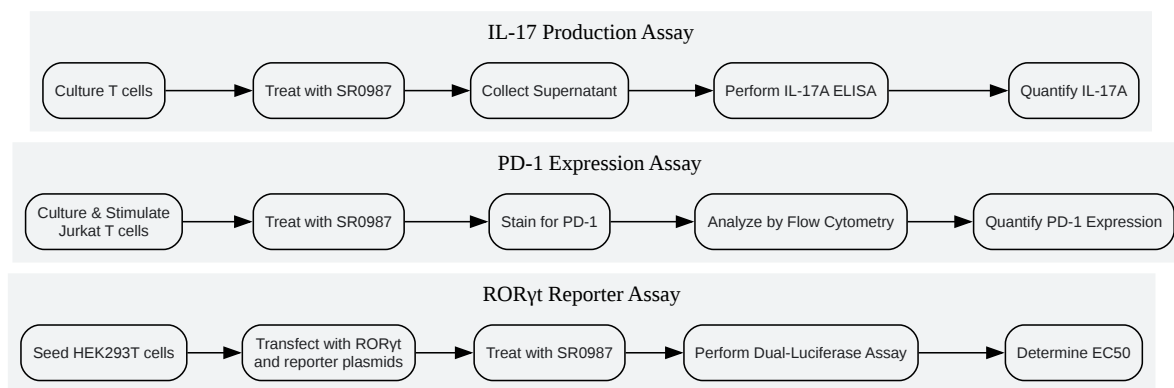 IL-17 Production Assay
Culture T cells
Treat with SR0987
Collect Supernatant
Perform IL-17A ELISA
Quantify IL-17A
PD-1 Expression Assay
Culture & Stimulate
Jurkat T cells
Treat with SR0987
Stain for PD-1
Analyze by Flow Cytometry
Quantify PD-1 Expression
RORγt Reporter Assay
Seed HEK293T cells
Transfect with RORγt
and reporter plasmids
Treat with SR0987
Perform Dual-Luciferase Assay
Determine EC50